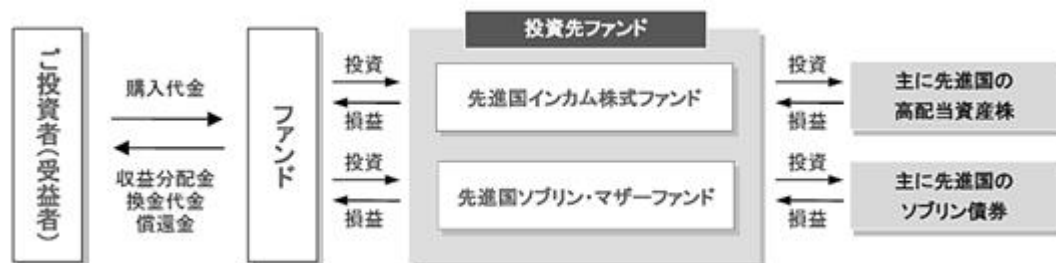 ご投資者(受益者)
購入代金
収益分配金
換金代金
償還金
ファンド
投資
損益
投資
損益
投資先ファンド
先進国インカム株式ファンド
先進国ソブリン・マザーファンド
投資
損益
投資
損益
主に先進国の
高配当資産株
主に先進国の
ソブリン債券